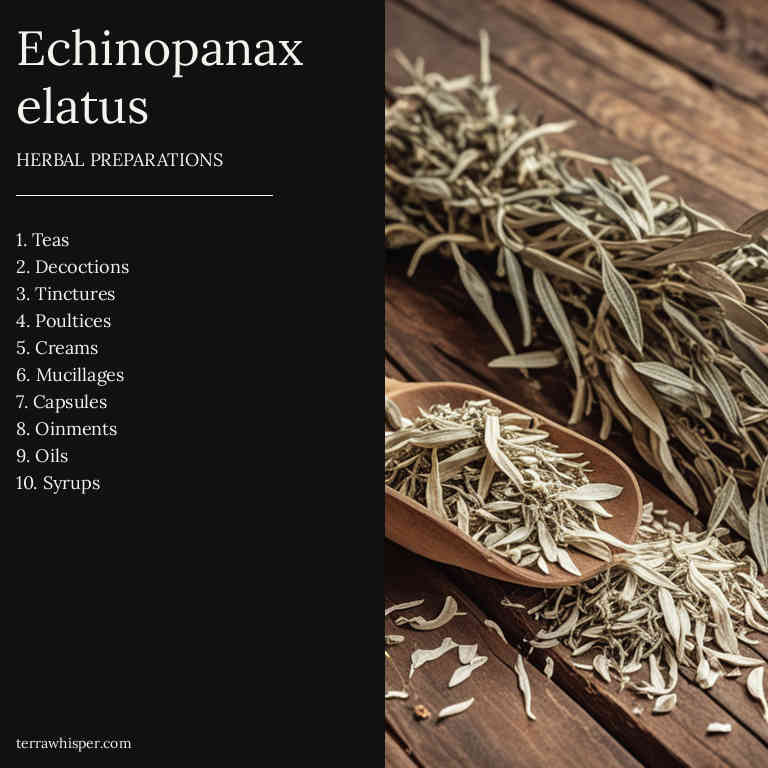 Echinopanax
elatus
HERBAL PREPARATIONS
1. Teas
2. Decoctions
3. Tinctures
4. Poultices
5. Creams
6. Mucillages
7. Capsules
8. Oinments
9. Oils
10. Syrups
terrawhisper.com